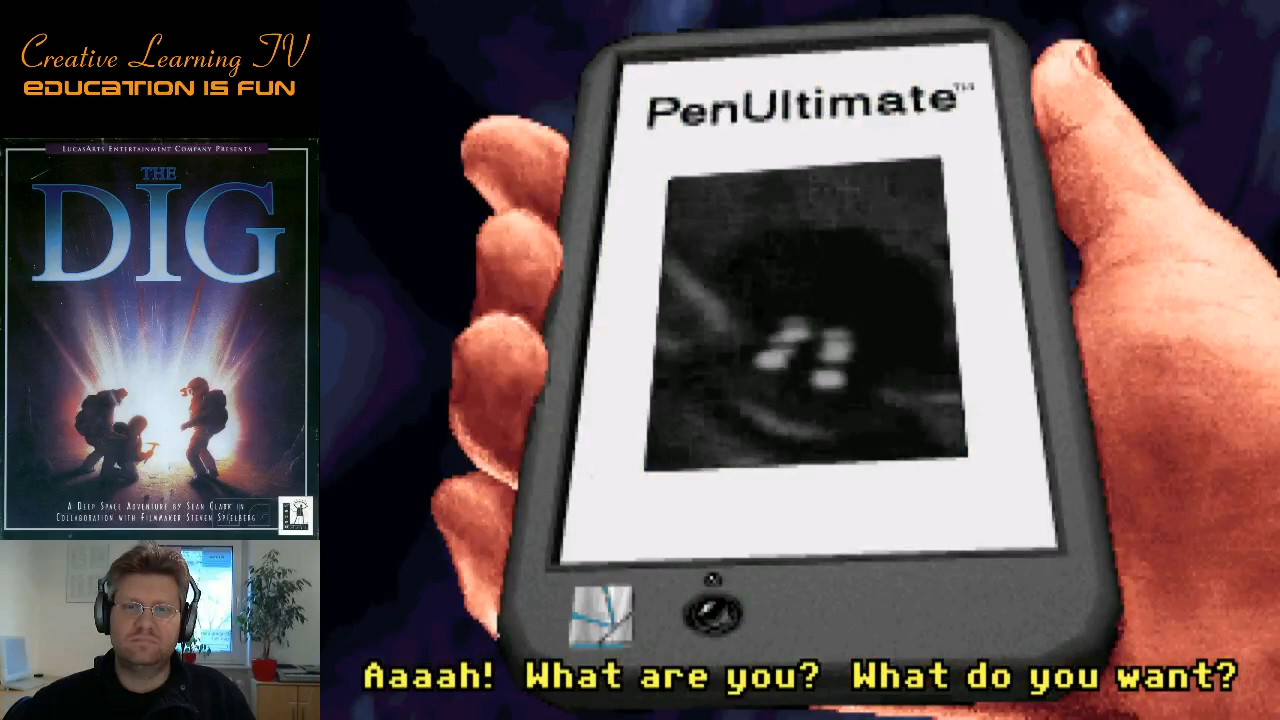 Creative Learning TV
EDUCATION IS FUN
LucasArts Entertainment Company Presents
THE
DIG
A Deep Space Adventure by Sean Clark in
Collaboration with Filmmaker Steven Spielberg
PenUltimate™
Aaaah! What are you? What do you want?